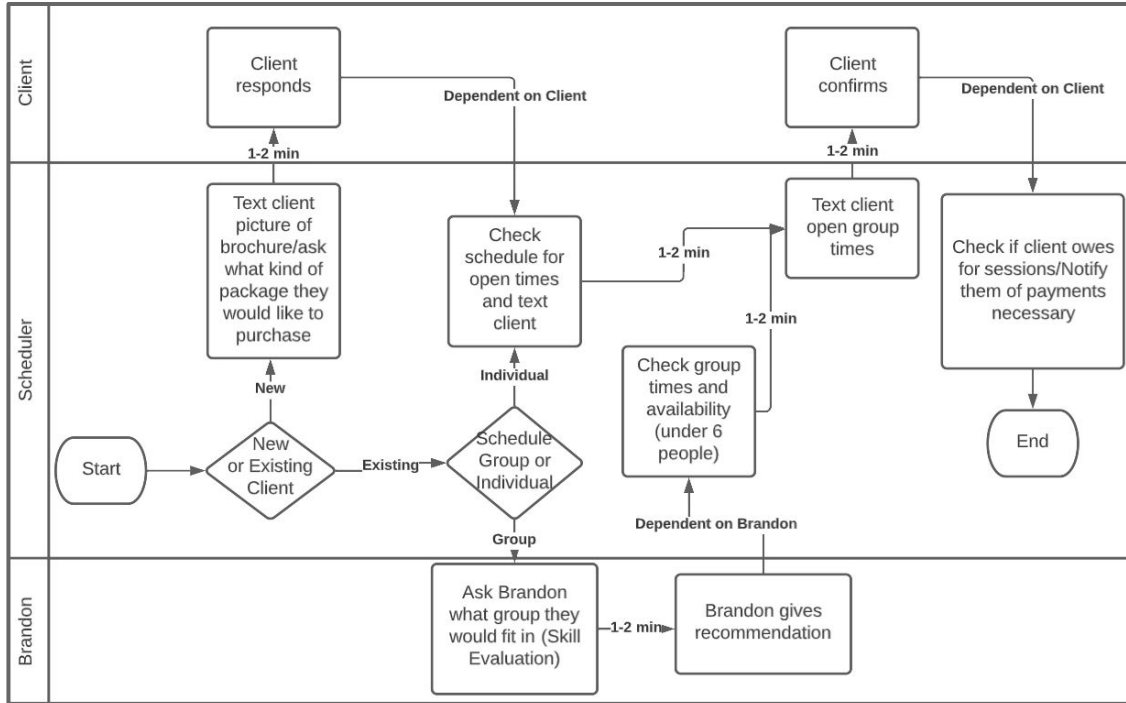 Client
Client
responds
Dependent on Client
1-2 min
Client
confirms
Dependent on Client
1-2 min
Scheduler
Start
New
or Existing
Client
New
Existing
Text client
picture of
brochure/ask
what kind of
package they
would like to
purchase
Check
schedule for
open times
and text
client
Individual
Schedule
Group or
Individual
Group
1-2 min
Text client
open group
times
1-2 min
Check group
times and
availability
(under 6
people)
Dependent on Brandon
Check if client owes
for sessions/Notify
them of payments
necessary
End
Brandon
Ask Brandon
what group they
would fit in (Skill
Evaluation)
1-2 min
Brandon gives
recommendation